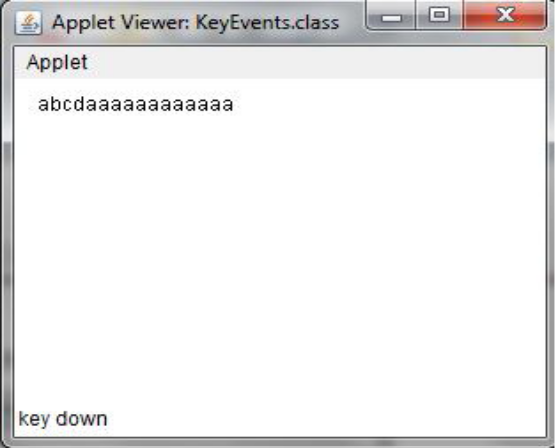 Applet Viewer: KeyEvents.class
Applet
abcdaaaaaaaaaaaa
key down